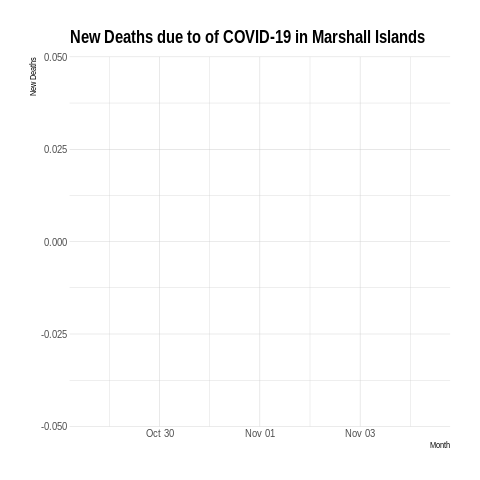 New Deaths due to of COVID-19 in Marshall Islands
New Deaths
0.050
0.025
0.000
-0.025
-0.050
Oct 30 Nov 01 Nov 03
Month